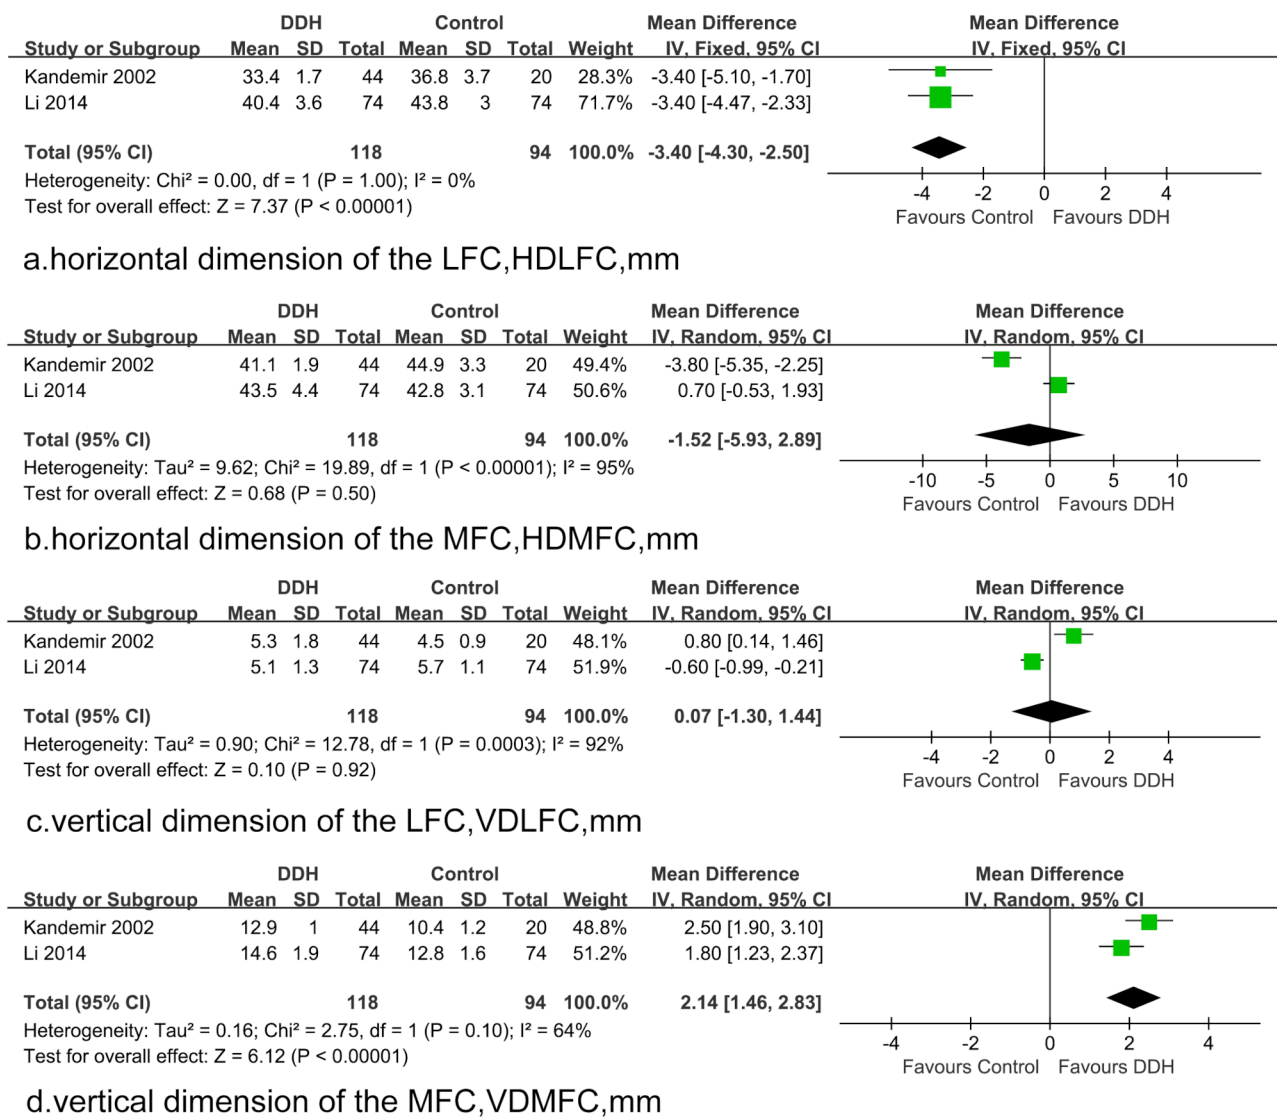 DDH Control Mean Difference Mean Difference
Study or Subgroup Mean SD Total Mean SD Total Weight IV, Fixed, 95% CI IV, Fixed, 95% CI
Kandemir 2002 33.4 1.7 44 36.8 3.7 20 28.3% -3.40 [-5.10, -1.70]
Li 2014 40.4 3.6 74 43.8 3 74 71.7% -3.40 [-4.47, -2.33]
Total (95% CI) 118 94 100.0% -3.40 [-4.30, -2.50]
Heterogeneity: Chi² = 0.00, df = 1 (P = 1.00); I² = 0%
Test for overall effect: Z = 7.37 (P < 0.00001)
-4 -2 0 2 4
Favours Control Favours DDH
a.horizontal dimension of the LFC,HDLFC,mm
DDH Control Mean Difference Mean Difference
Study or Subgroup Mean SD Total Mean SD Total Weight IV, Random, 95% CI IV, Random, 95% CI
Kandemir 2002 41.1 1.9 44 44.9 3.3 20 49.4% -3.80 [-5.35, -2.25]
Li 2014 43.5 4.4 74 42.8 3.1 74 50.6% 0.70 [-0.53, 1.93]
Total (95% CI) 118 94 100.0% -1.52 [-5.93, 2.89]
Heterogeneity: Tau² = 9.62; Chi² = 19.89, df = 1 (P < 0.00001); I² = 95%
Test for overall effect: Z = 0.68 (P = 0.50)
-10 -5 0 5 10
Favours Control Favours DDH
b.horizontal dimension of the MFC,HDMFC,mm
DDH Control Mean Difference Mean Difference
Study or Subgroup Mean SD Total Mean SD Total Weight IV, Random, 95% CI IV, Random, 95% CI
Kandemir 2002 5.3 1.8 44 4.5 0.9 20 48.1% 0.80 [0.14, 1.46]
Li 2014 5.1 1.3 74 5.7 1.1 74 51.9% -0.60 [-0.99, -0.21]
Total (95% CI) 118 94 100.0% 0.07 [-1.30, 1.44]
Heterogeneity: Tau² = 0.90; Chi² = 12.78, df = 1 (P = 0.0003); I² = 92%
Test for overall effect: Z = 0.10 (P = 0.92)
-4 -2 0 2 4
Favours Control Favours DDH
c.vertical dimension of the LFC,VDLFC,mm
DDH Control Mean Difference Mean Difference
Study or Subgroup Mean SD Total Mean SD Total Weight IV, Random, 95% CI IV, Random, 95% CI
Kandemir 2002 12.9 1 44 10.4 1.2 20 48.8% 2.50 [1.90, 3.10]
Li 2014 14.6 1.9 74 12.8 1.6 74 51.2% 1.80 [1.23, 2.37]
Total (95% CI) 118 94 100.0% 2.14 [1.46, 2.83]
Heterogeneity: Tau² = 0.16; Chi² = 2.75, df = 1 (P = 0.10); I² = 64%
Test for overall effect: Z = 6.12 (P < 0.00001)
-4 -2 0 2 4
Favours Control Favours DDH
d.vertical dimension of the MFC,VDMFC,mm